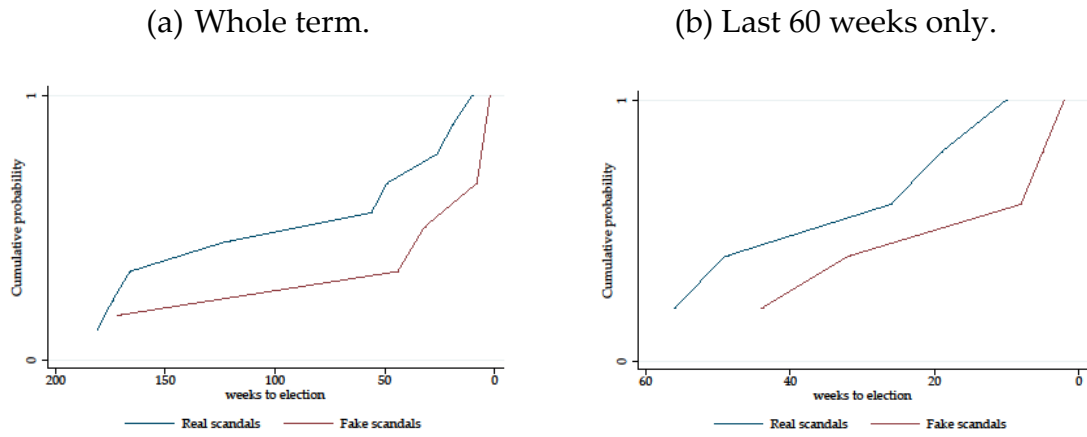 (a) Whole term.
Cumulative probability
1
0
200
150
100
50
0
weeks to election
Real scandals
Fake scandals
(b) Last 60 weeks only.
Cumulative probability
1
0
60
40
20
0
weeks to election
Real scandals
Fake scandals